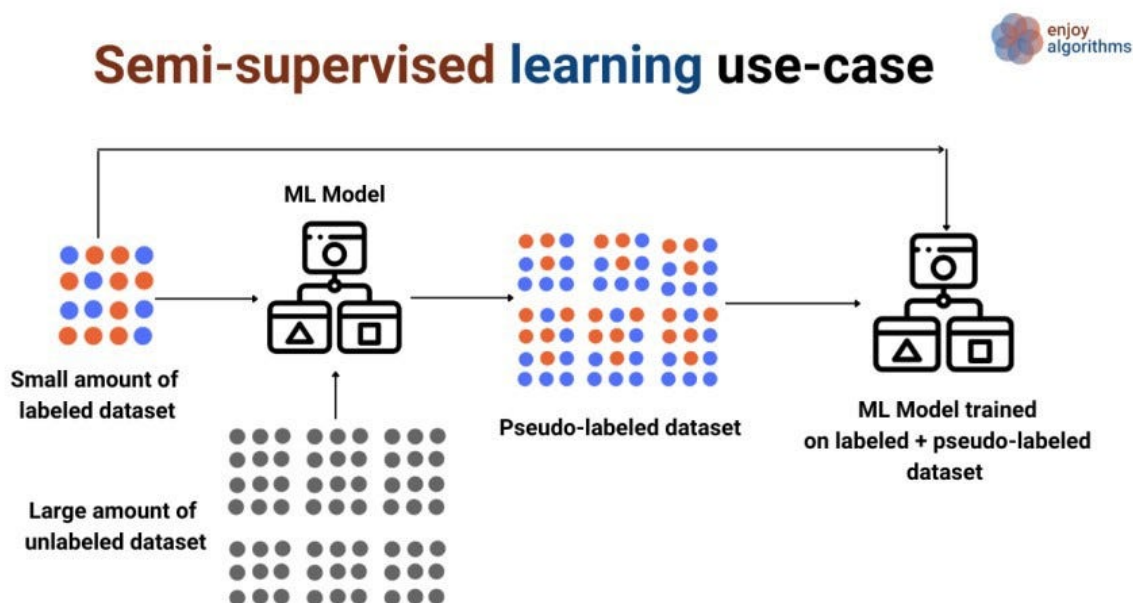 enjoy
algorithms
Semi-supervised learning use-case
ML Model
Small amount of
labeled dataset
Pseudo-labeled dataset
ML Model trained
on labeled + pseudo-labeled
dataset
Large amount of
unlabeled dataset